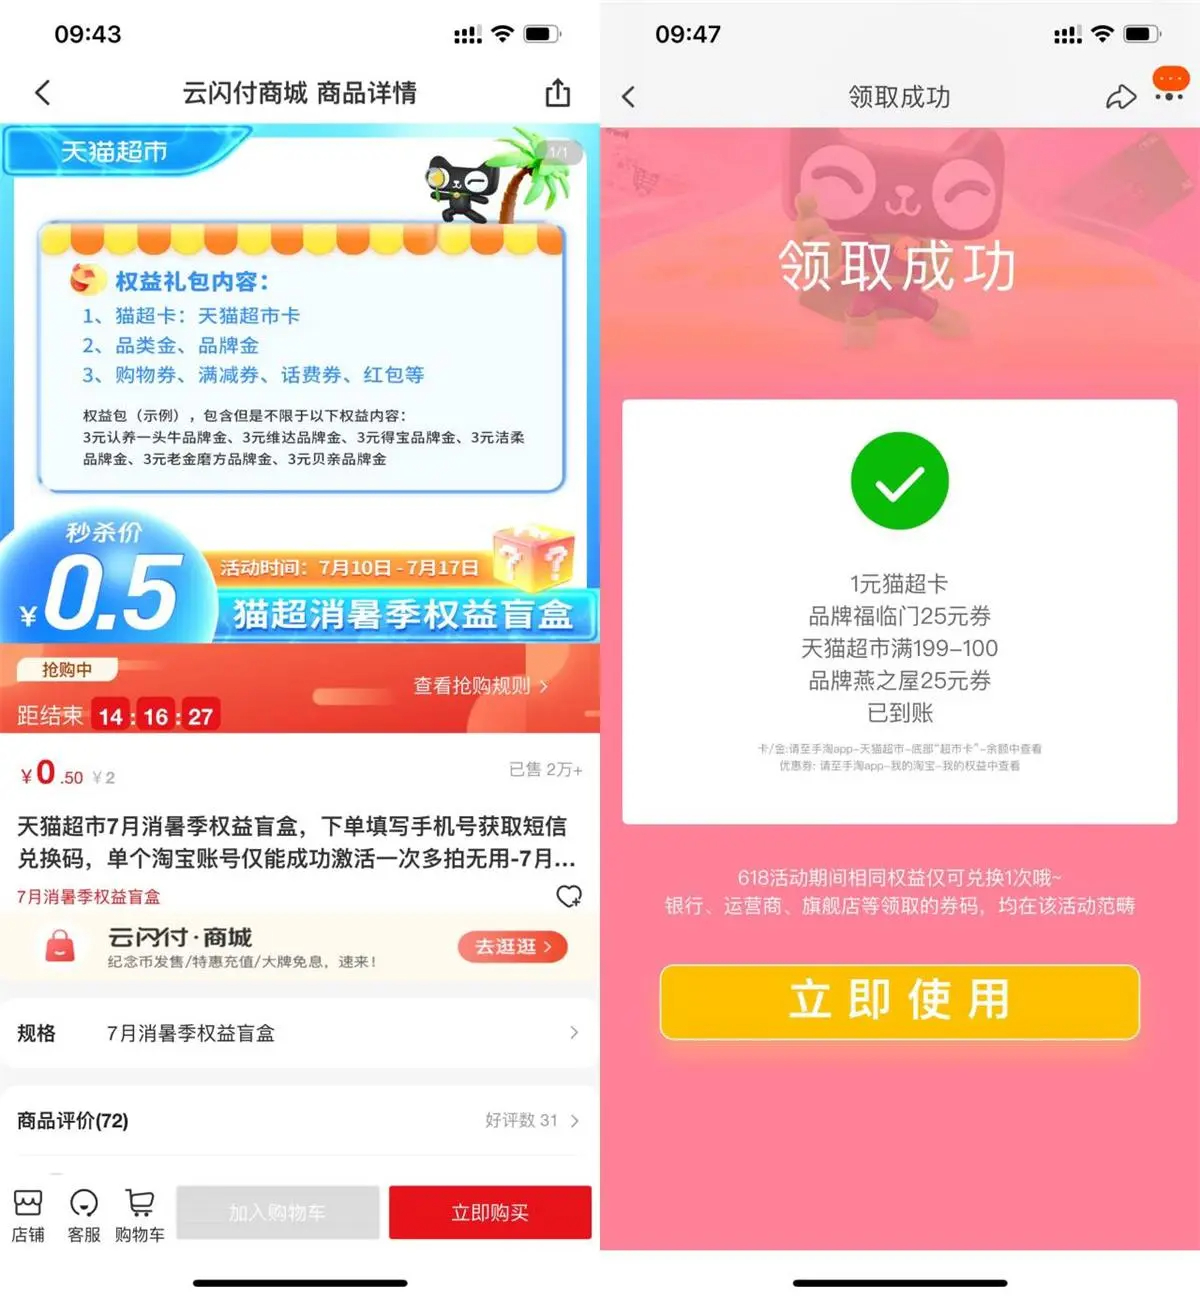 09:43
云闪付商城 商品详情
天猫超市
1/1
权益礼包内容：
1、猫超卡：天猫超市卡
2、品类金、品牌金
3、购物券、满减券、话费券、红包等
权益包（示例），包含但是不限于以下权益内容：
3元认养一头牛品牌金、3元维达品牌金、3元得宝品牌金、3元洁柔
品牌金、3元老金磨方品牌金、3元贝亲品牌金
秒杀价
¥0.5
活动时间：7月10日-7月17日
猫超消暑季权益盲盒
抢购中
查看抢购规则
距结束 14:16:27
¥0.50 ¥2
已售 2万+
天猫超市7月消暑季权益盲盒，下单填写手机号获取短信
兑换码，单个淘宝账号仅能成功激活一次多拍无用-7月...
7月消暑季权益盲盒
云闪付·商城
纪念币发售/特惠充值/大牌免息，速来！
去逛逛
规格 7月消暑季权益盲盒
商品评价(72)
好评数 31
店铺
客服
购物车
加入购物车
立即购买
09:47
领取成功
领取成功
1元猫超卡
品牌福临门25元券
天猫超市满199-100
品牌燕之屋25元券
已到账
卡/金:请至手淘app-天猫超市-底部“超市卡”-余额中查看
优惠券: 请至手淘app-我的淘宝-我的权益中查看
618活动期间相同权益仅可兑换1次哦~
银行、运营商、旗舰店等领取的券码，均在该活动范畴
立即使用